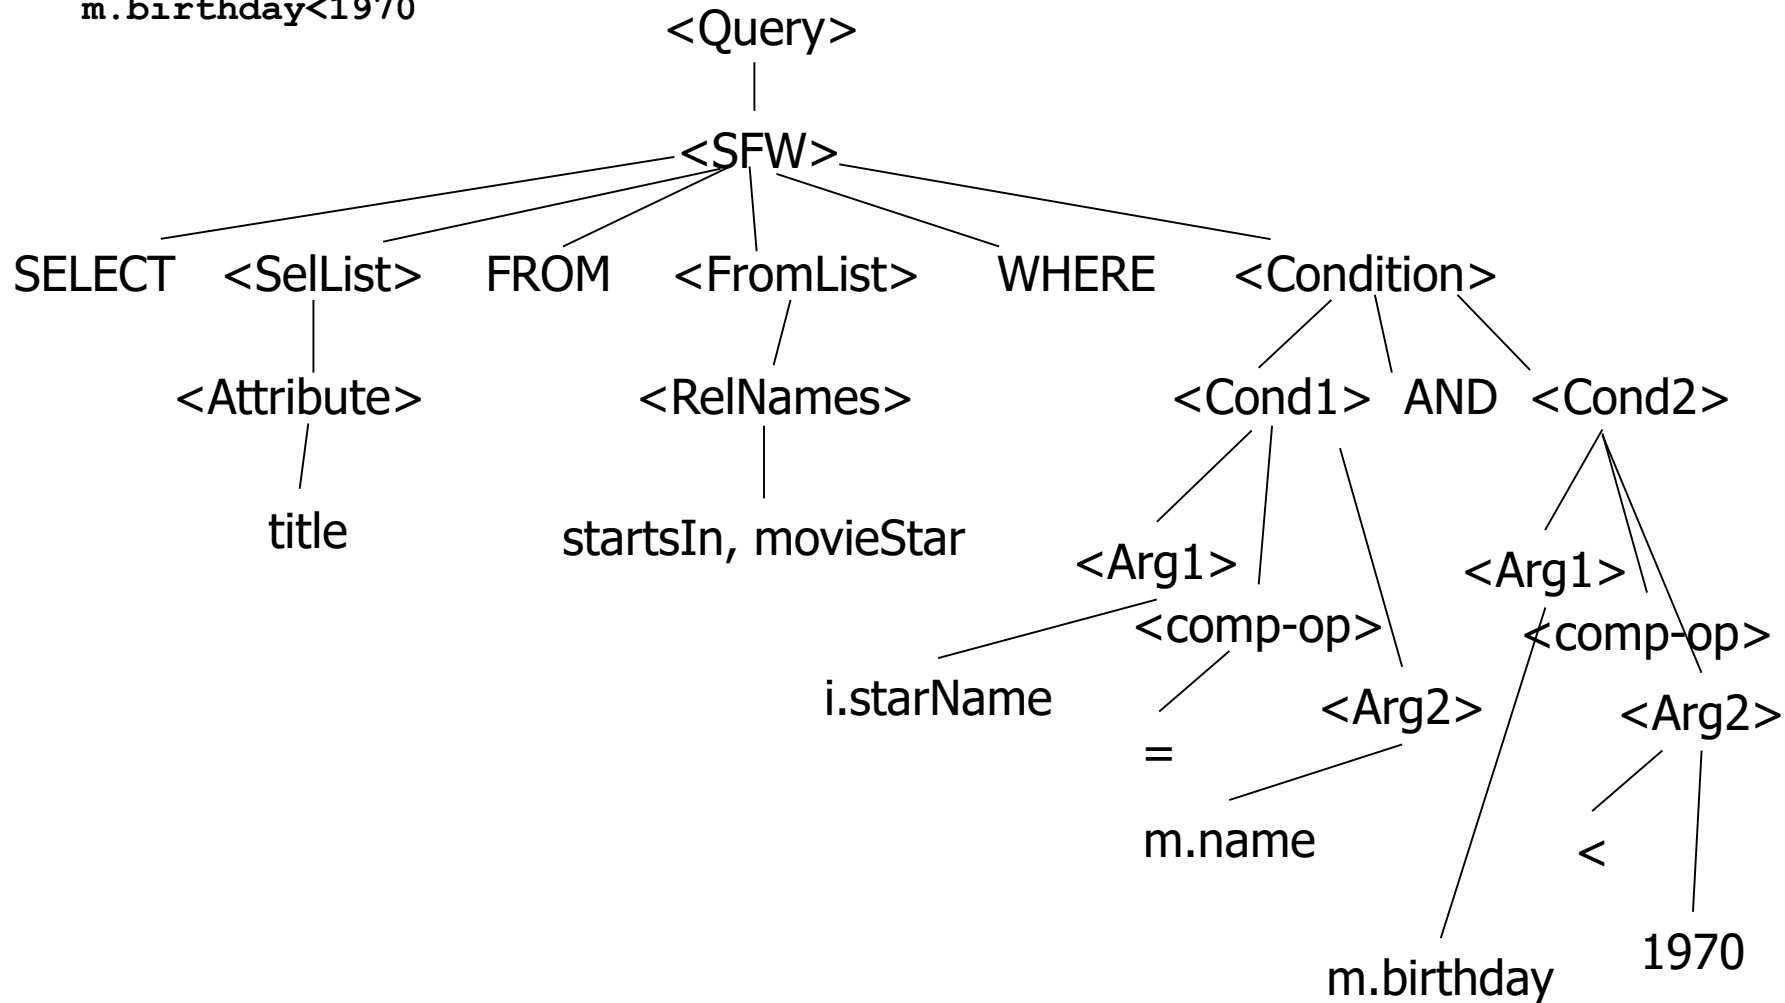 m.birthday<1970
<Query>
<SFW>
SELECT <SelList> FROM <FromList> WHERE <Condition>
<Attribute> <RelNames> <Cond1> AND <Cond2>
title startsIn, movieStar
<Arg1> <Arg1>
<comp-op> <comp-op>
i.starName <Arg2> <Arg2>
=
m.name <
1970
m.birthday